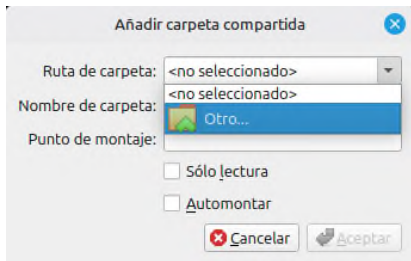 Añadir carpeta compartida
Ruta de carpeta: <no seleccionado>
<no seleccionado>
Otro...
Nombre de carpeta:
Punto de montaje:
Sólo lectura
Automontar
Cancelar Aceptar